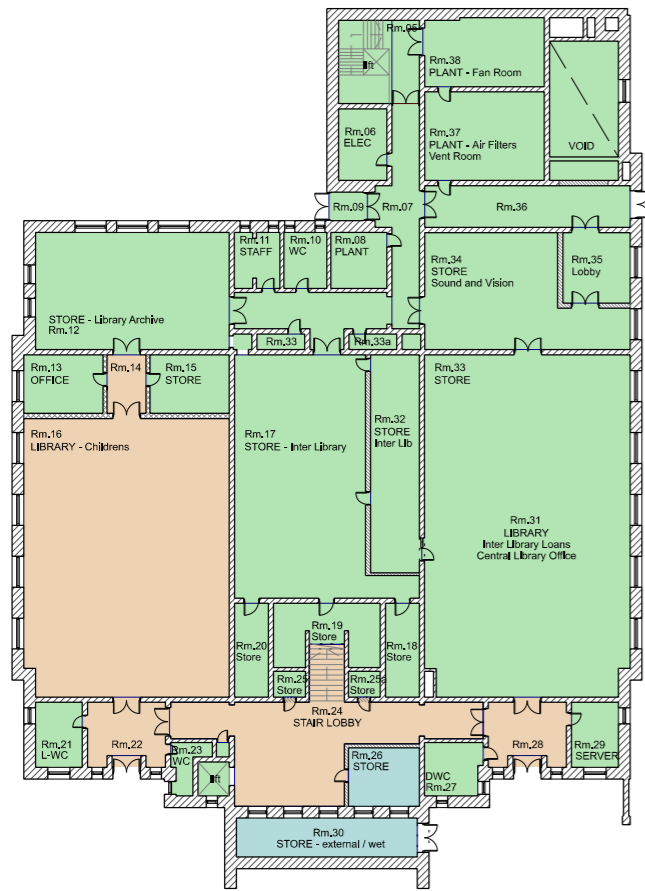 Rm.05
lift
Rm.38
PLANT - Fan Room
Rm.06
ELEC
Rm.37
PLANT - Air Filters
Vent Room
VOID
Rm.09
Rm.07
Rm.36
Rm.11
STAFF
Rm.10
WC
Rm.08
PLANT
Rm.34
STORE
Sound and Vision
Rm.35
Lobby
STORE - Library Archive
Rm.12
Rm.33
Rm.33a
Rm.13
OFFICE
Rm.14
Rm.15
STORE
Rm.33
STORE
Rm.16
LIBRARY - Childrens
Rm.17
STORE - Inter Library
Rm.32
STORE
Inter Lib
Rm.31
LIBRARY
Inter Library Loans
Central Library Office
Rm.20
Store
Rm.19
Store
Rm.18
Store
Rm.25
Store
Rm.25a
Store
Rm.24
STAIR LOBBY
Rm.21
L-WC
Rm.22
Rm.23
WC
lift
Rm.26
STORE
DWC
Rm.27
Rm.28
Rm.29
SERVER
Rm.30
STORE - external / wet